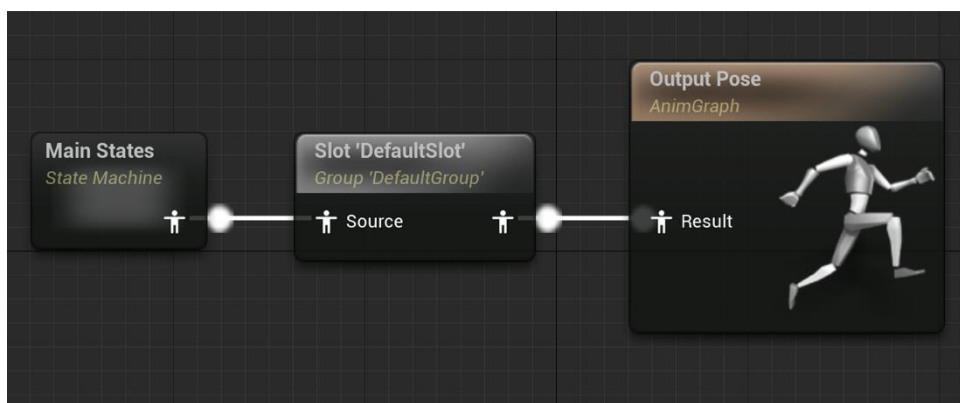 Main States
State Machine
Slot 'DefaultSlot'
Group 'DefaultGroup'
Source
Output Pose
AnimGraph
Result